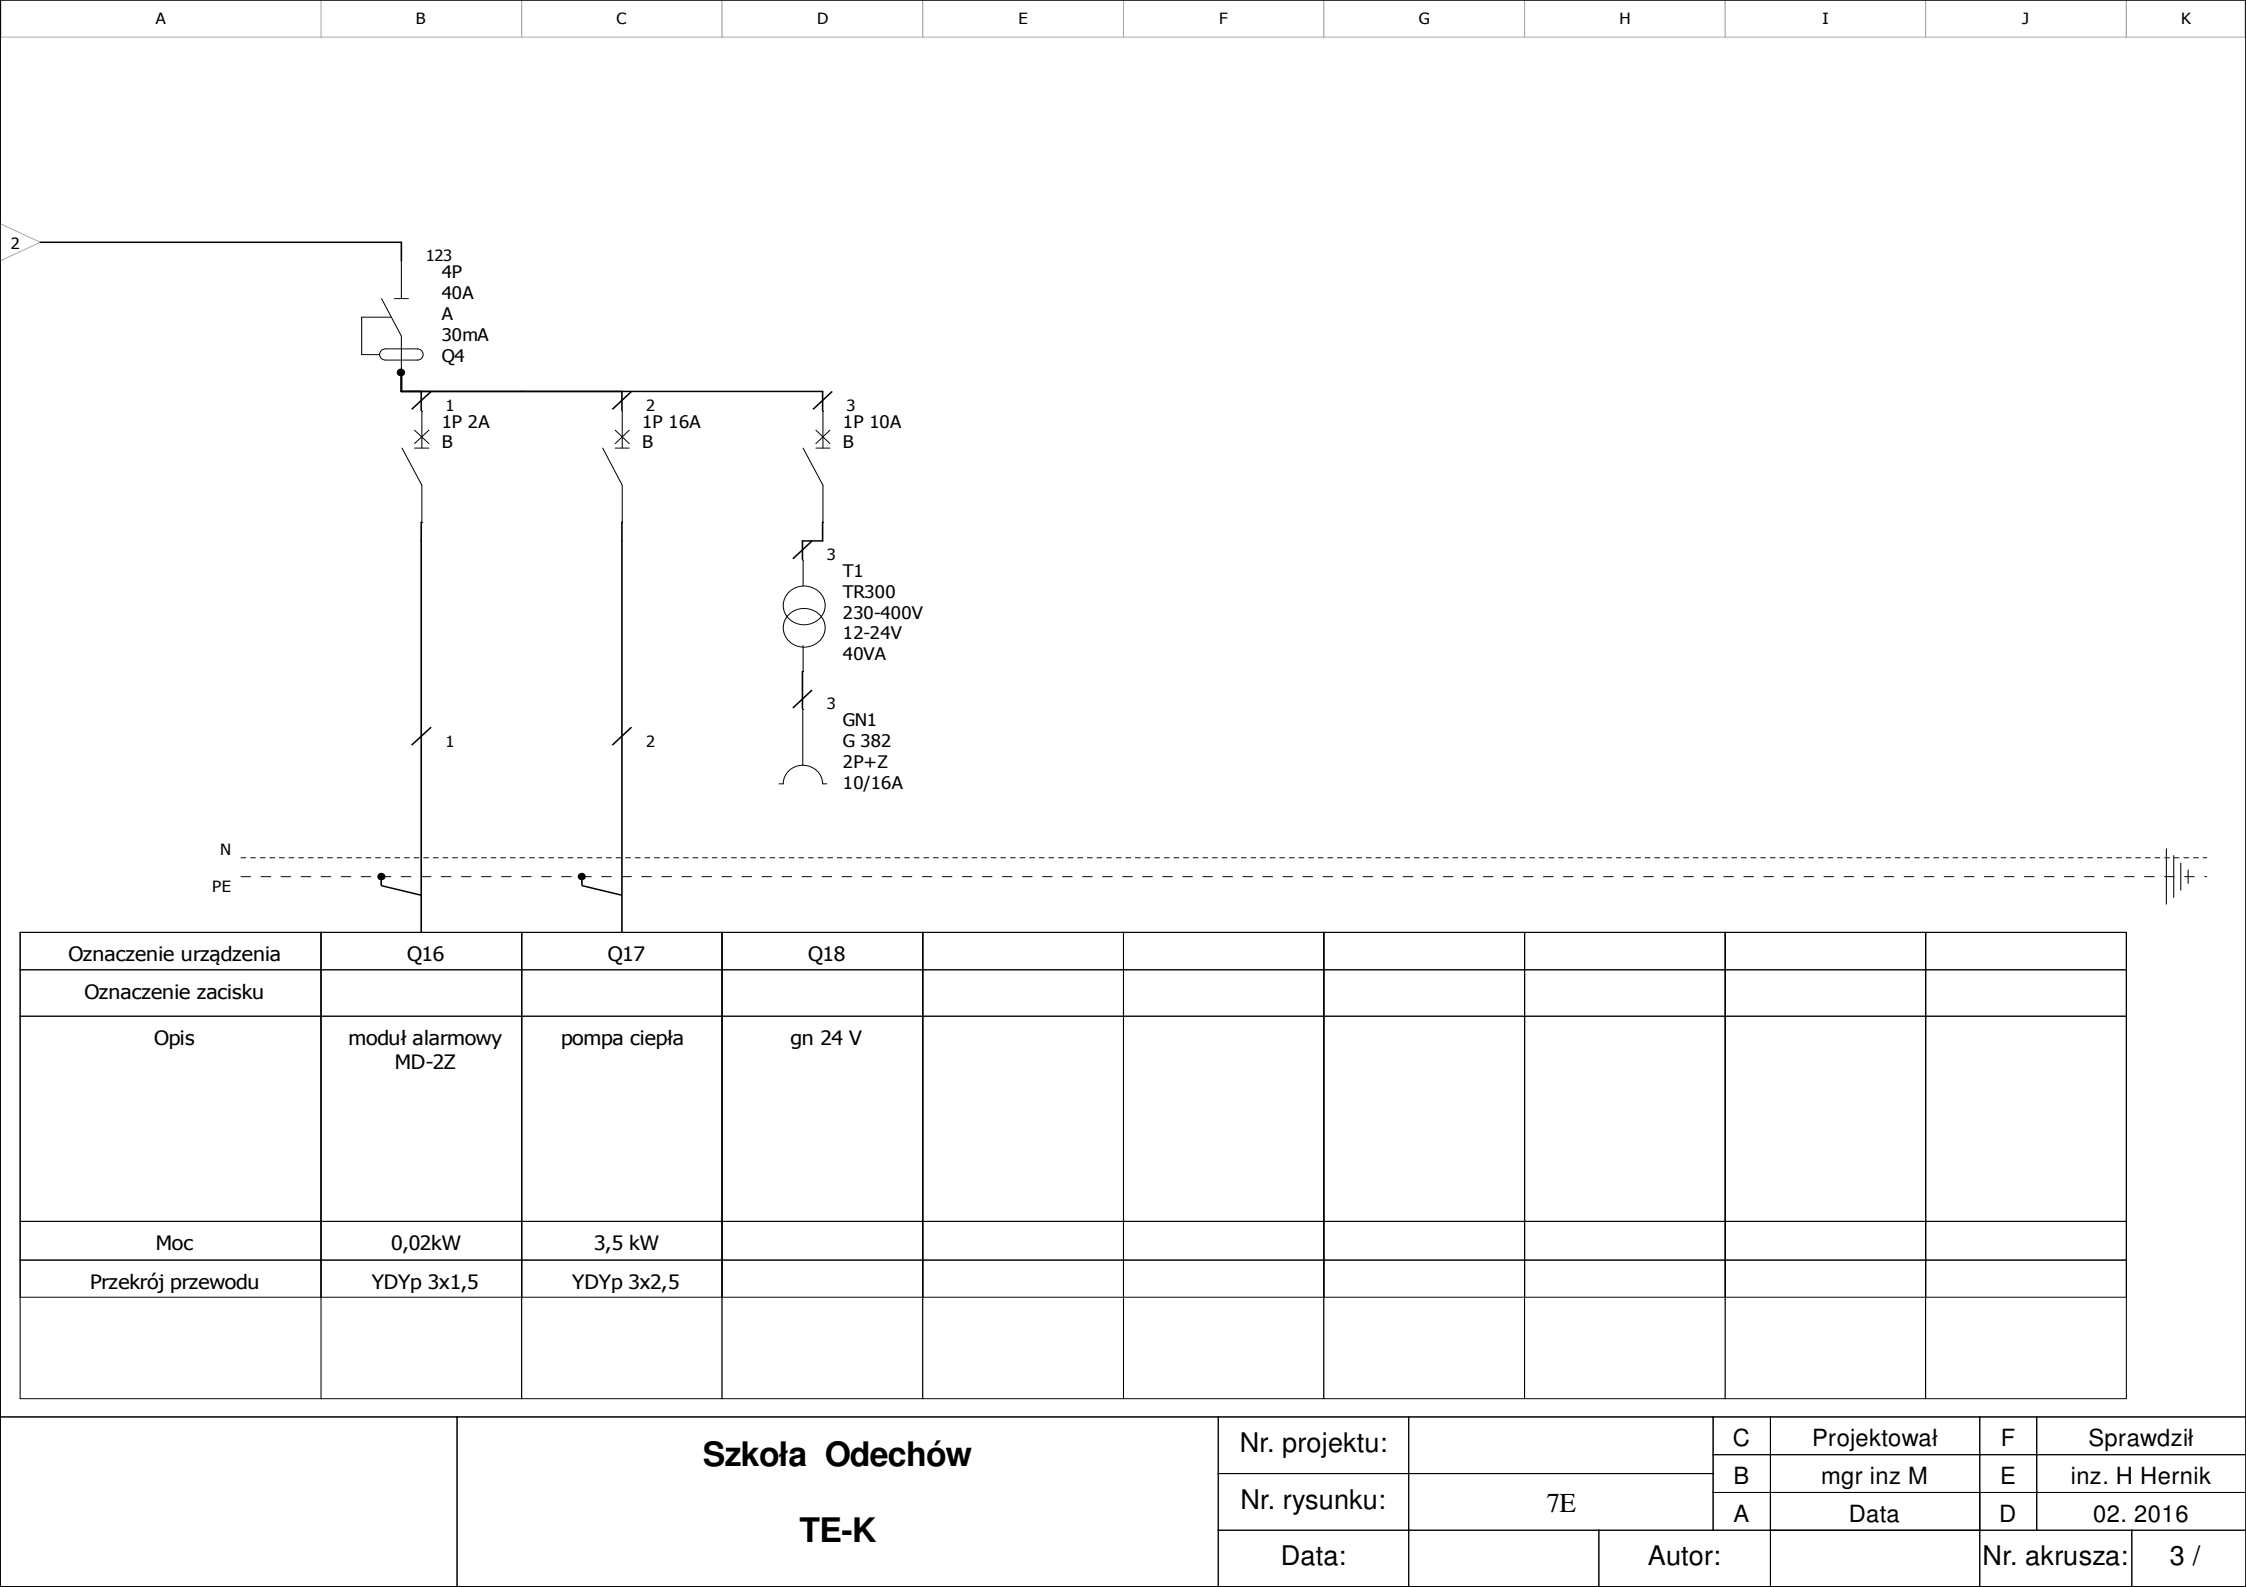 A B C D E F G H I J K
2
123
4P
40A
A
30mA
Q4
1 2 3
1P 2A 1P 16A 1P 10A
B B B
3
T1
TR300
230-400V
12-24V
40VA
3
GN1
1 2 G 382
2P+Z
10/16A
N
PE
Oznaczenie urządzenia Q16 Q17 Q18
Oznaczenie zacisku
Opis moduł alarmowy pompa ciepła gn 24 V
MD-2Z
Moc 0,02kW 3,5 kW
Przekrój przewodu YDYp 3x1,5 YDYp 3x2,5
Szkoła Odechów
TE-K
Nr. projektu:
Nr. rysunku: 7E
Data: Autor:
C Projektował F Sprawdził
B mgr inz M E inz. H Hernik
A Data D 02. 2016
Nr. akrusza: 3 /